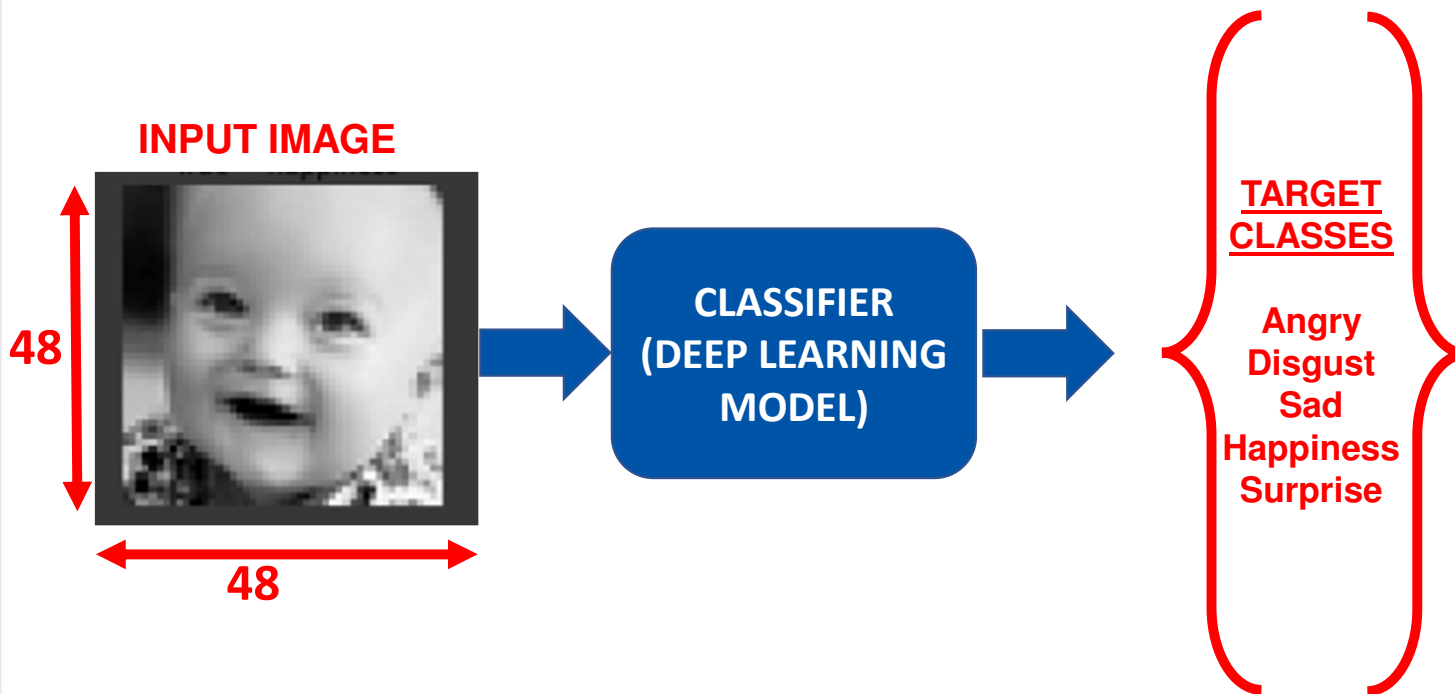 INPUT IMAGE
48
48
CLASSIFIER
(DEEP LEARNING
MODEL)
TARGET
CLASSES
Angry
Disgust
Sad
Happiness
Surprise